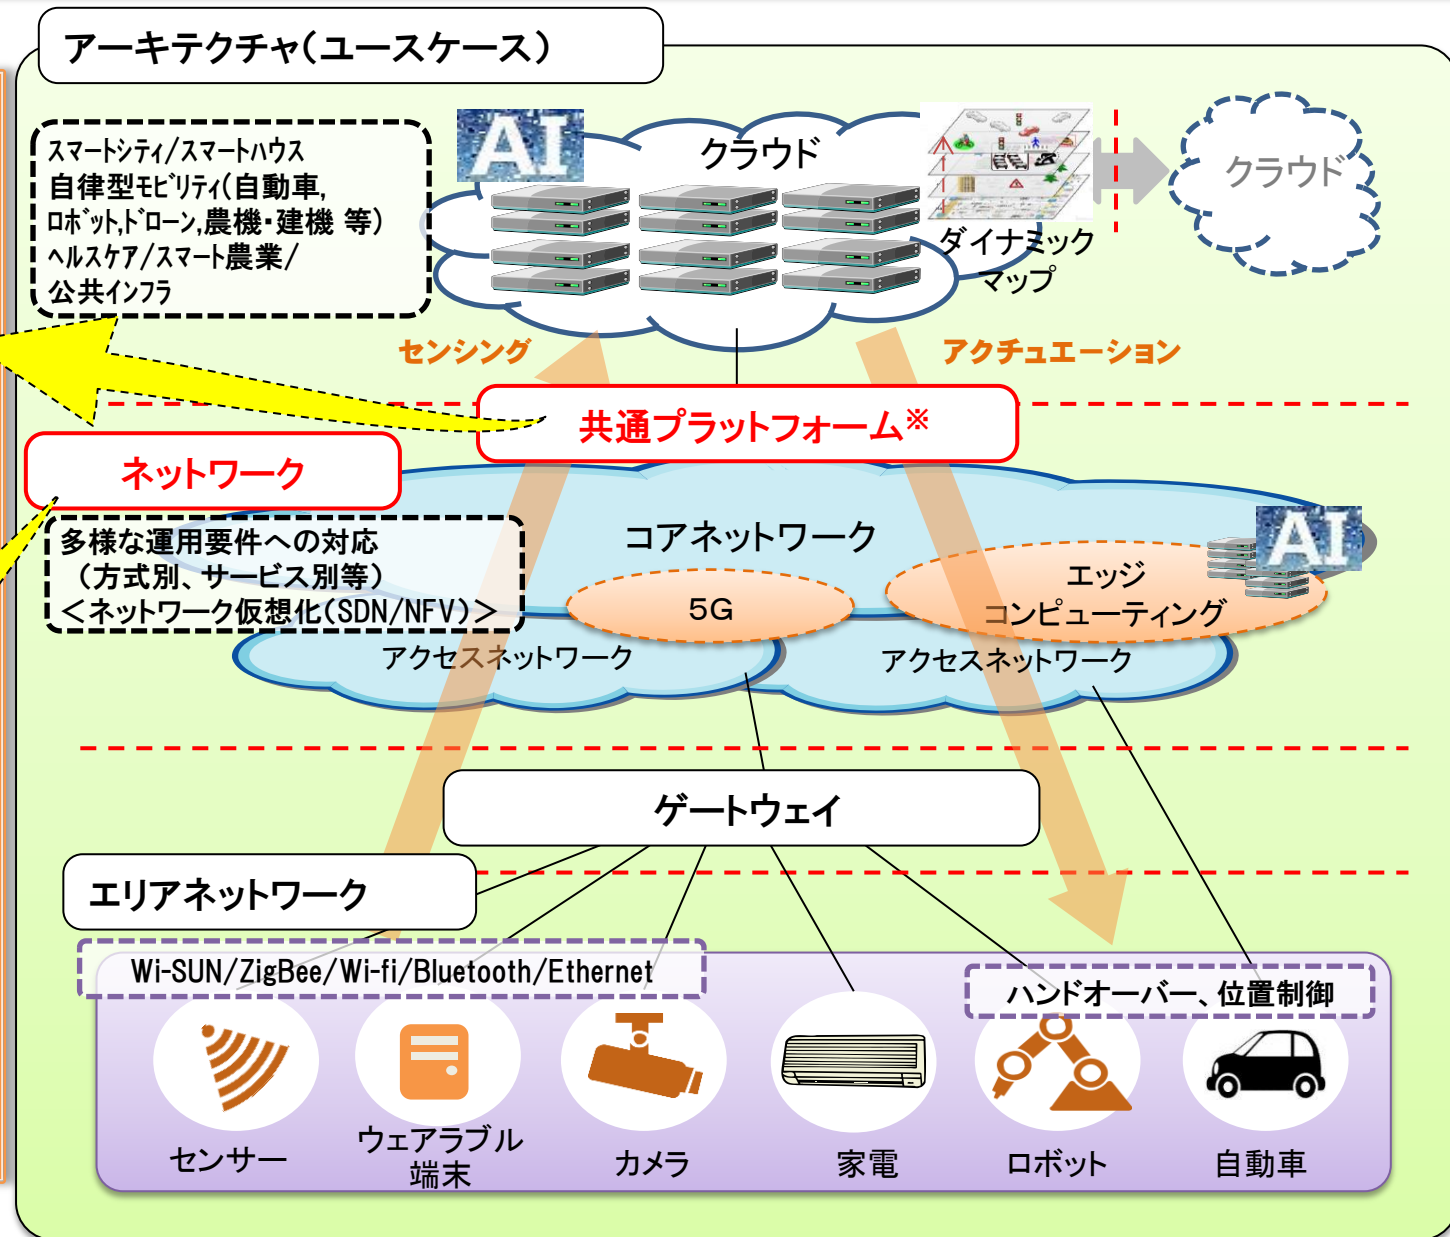 アーキテクチャ(ユースケース)
スマートシティ/スマートハウス
自律型モビリティ(自動車,
ロボット,ドローン,農機・建機 等)
ヘルスケア/スマート農業/
公共インフラ
AI
クラウド
ダイナミック
マップ
クラウド
センシング
アクチュエーション
共通プラットフォーム※
ネットワーク
多様な運用要件への対応
(方式別、サービス別等)
<ネットワーク仮想化(SDN/NFV)>
コアネットワーク
AI
5G
エッジ
コンピューティング
アクセスネットワーク
アクセスネットワーク
ゲートウェイ
エリアネットワーク
Wi-SUN/ZigBee/Wi-fi/Bluetooth/Ethernet
ハンドオーバー、位置制御
センサー
ウェアラブル
端末
カメラ
家電
ロボット
自動車